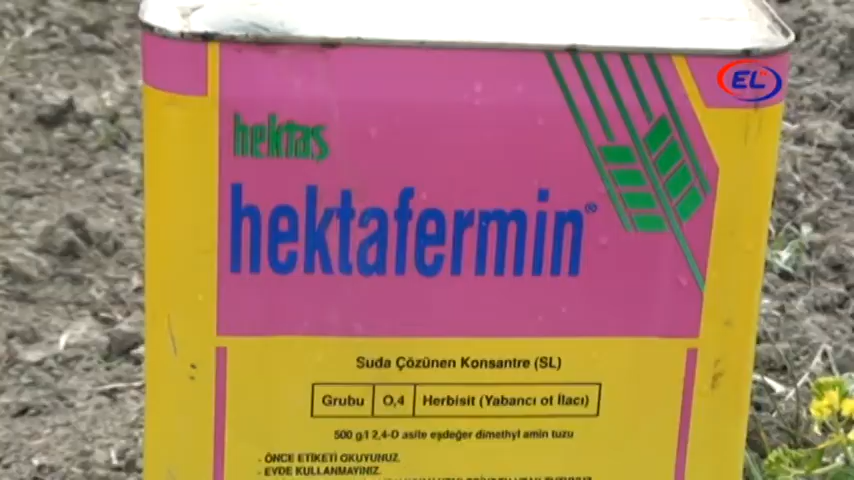 EL
hektaş
hektafermin®
Suda Çözünen Konsantre (SL)
Grubu O,4 Herbisit (Yabancı ot İlacı)
500 g/l 2,4-D asite eşdeğer dimethyl amin tuzu
- ÖNCE ETİKETİ OKUYUNUZ.
- EVDE KULLANMAYINIZ.